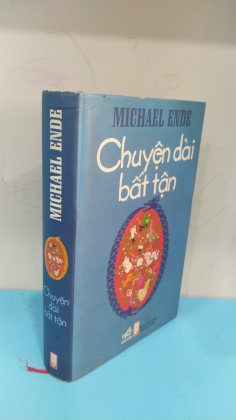 MICHAEL ENDE
Chuyện dài
bất tận
MICHAEL ENDE
Chuyện
dài
bất tận